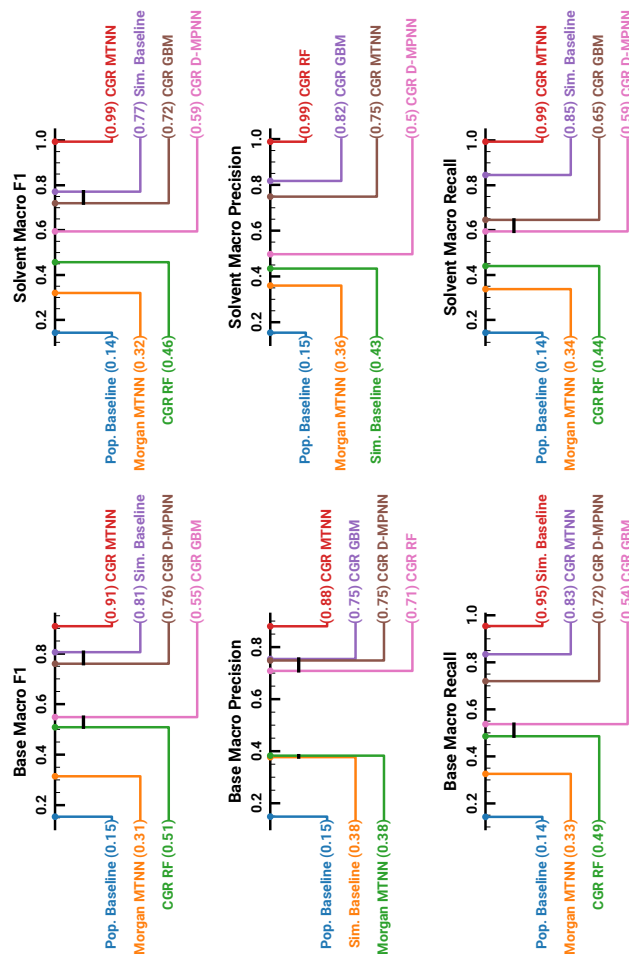 Base Macro F1
0.2 0.4 0.6 0.8
Pop. Baseline (0.15)
Morgan MTNN (0.31)
CGR RF (0.51)
(0.91) CGR MTNN
(0.81) Sim. Baseline
(0.76) CGR D-MPNN
(0.55) CGR GBM
Solvent Macro F1
0.2 0.4 0.6 0.8 1.0
Pop. Baseline (0.14)
Morgan MTNN (0.32)
CGR RF (0.46)
(0.99) CGR MTNN
(0.77) Sim. Baseline
(0.72) CGR GBM
(0.59) CGR D-MPNN
Base Macro Precision
0.2 0.4 0.6 0.8
Pop. Baseline (0.15)
Sim. Baseline (0.38)
Morgan MTNN (0.38)
(0.88) CGR MTNN
(0.75) CGR GBM
(0.75) CGR D-MPNN
(0.71) CGR RF
Solvent Macro Precision
0.2 0.4 0.6 0.8 1.0
Pop. Baseline (0.15)
Morgan MTNN (0.36)
Sim. Baseline (0.43)
(0.99) CGR RF
(0.82) CGR GBM
(0.75) CGR MTNN
(0.5) CGR D-MPNN
Base Macro Recall
0.2 0.4 0.6 0.8 1.0
Pop. Baseline (0.14)
Morgan MTNN (0.33)
CGR RF (0.49)
(0.95) Sim. Baseline
(0.83) CGR MTNN
(0.72) CGR D-MPNN
(0.54) CGR GBM
Solvent Macro Recall
0.2 0.4 0.6 0.8 1.0
Pop. Baseline (0.14)
Morgan MTNN (0.34)
CGR RF (0.44)
(0.99) CGR MTNN
(0.85) Sim. Baseline
(0.65) CGR GBM
(0.59) CGR D-MPNN